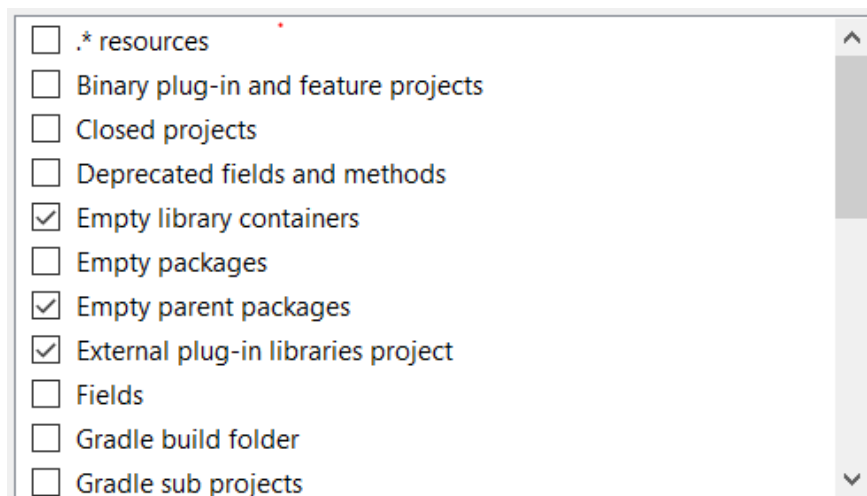 .* resources
Binary plug-in and feature projects
Closed projects
Deprecated fields and methods
Empty library containers
Empty packages
Empty parent packages
External plug-in libraries project
Fields
Gradle build folder
Gradle sub projects